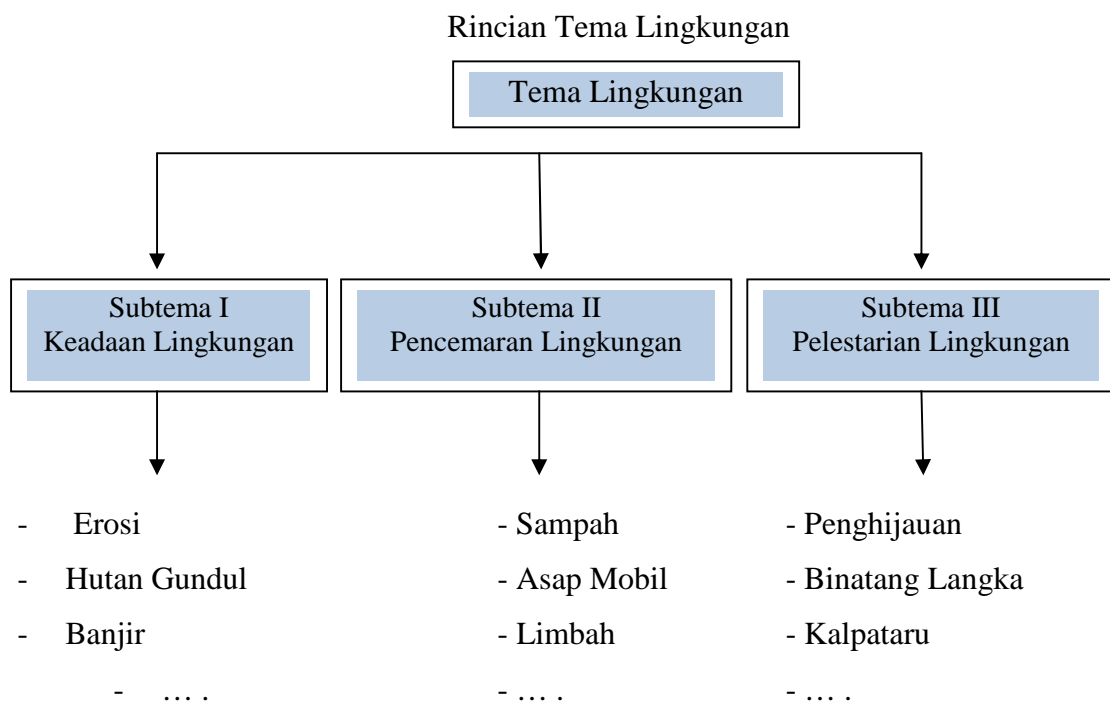 Rincian Tema Lingkungan
Tema Lingkungan
Subtema I
Keadaan Lingkungan
Subtema II
Pencemaran Lingkungan
Subtema III
Pelestarian Lingkungan
- Erosi
- Hutan Gundul
- Banjir
- … .
- Sampah
- Asap Mobil
- Limbah
- … .
- Penghijauan
- Binatang Langka
- Kalpataru
- … .